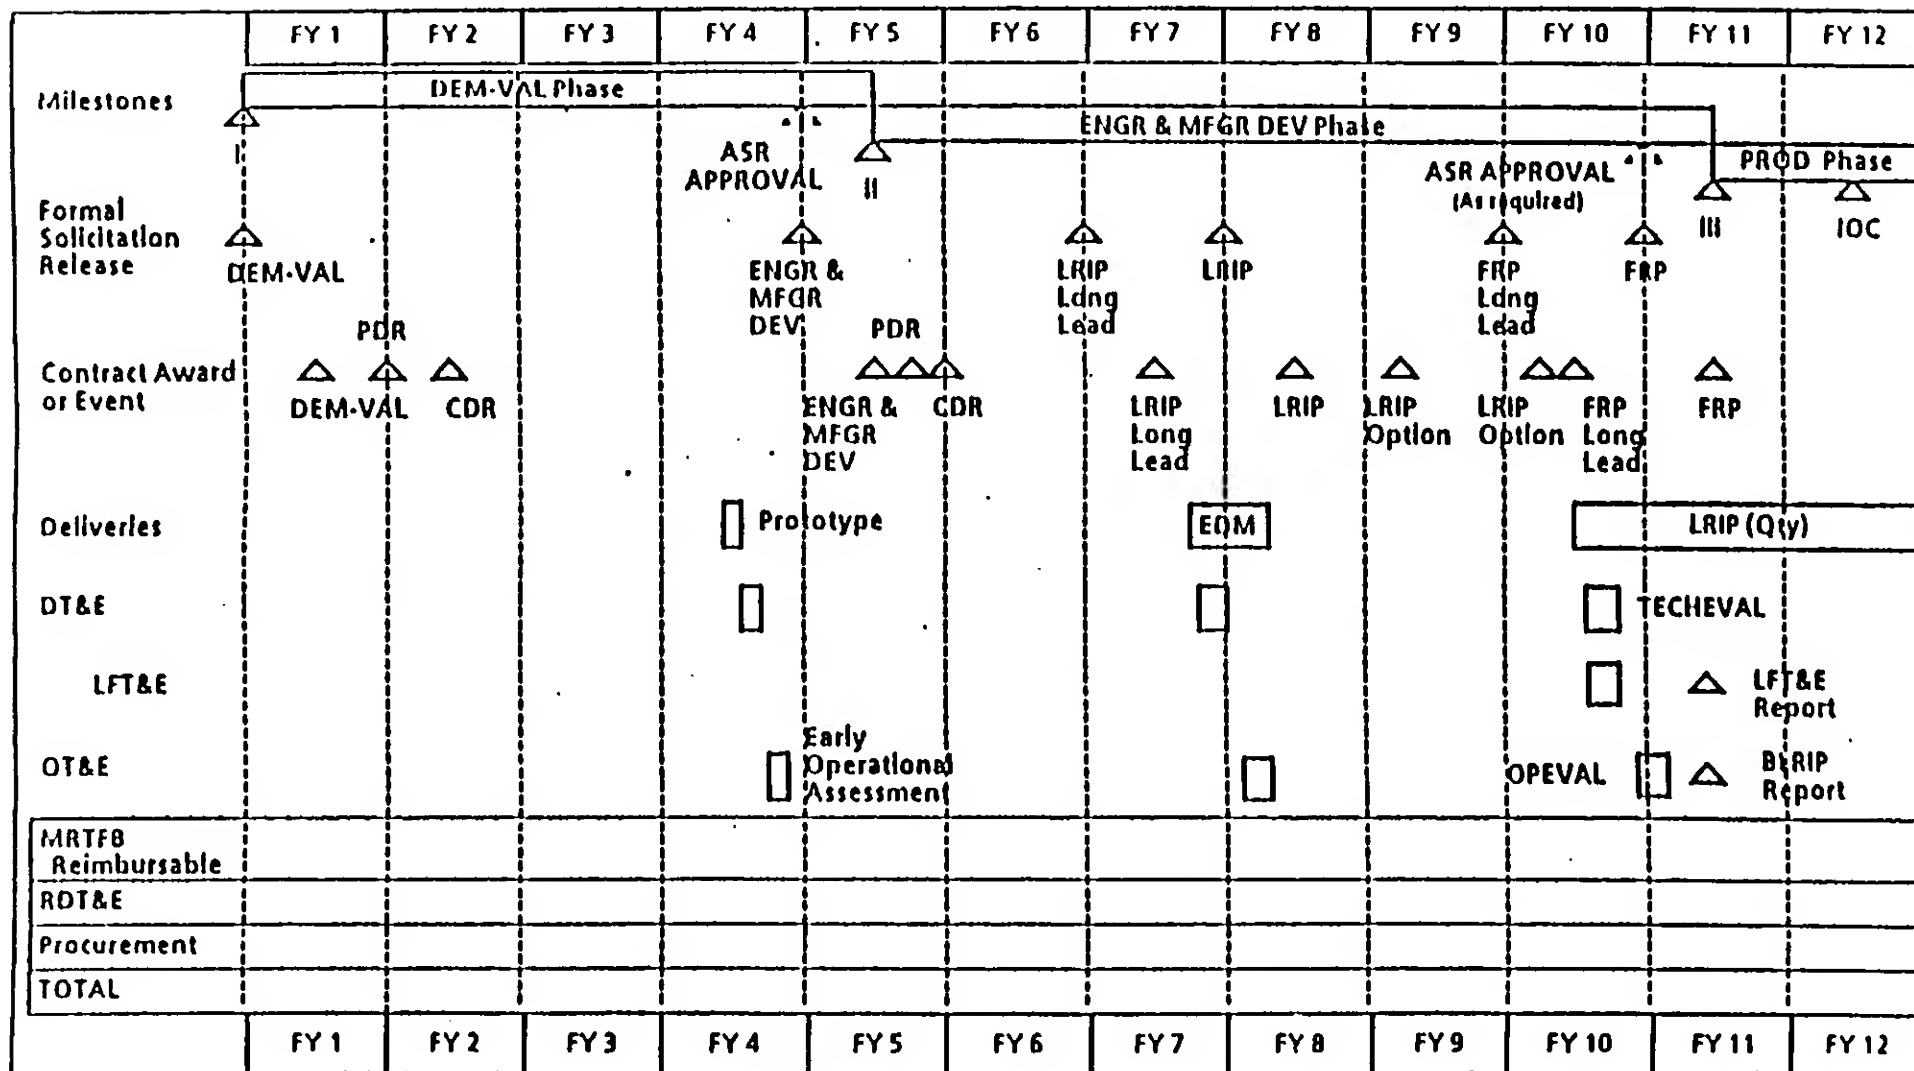 FY 1 FY 2 FY 3 FY 4 FY 5 FY 6 FY 7 FY 8 FY 9 FY 10 FY 11 FY 12
Milestones
DEM-VAL Phase
ENGR & MFGR DEV Phase
PROD Phase
I
ASR
APPROVAL
II
ASR APPROVAL
(As required)
III
IOC
Formal
Solicitation
Release
DEM-VAL
ENGR &
MFGR
DEV
LRIP
Long
Lead
LRIP
FRP
Long
Lead
FRP
Contract Award
or Event
PDR
DEM-VAL
CDR
PDR
ENGR &
MFGR
DEV
CDR
LRIP
Long
Lead
LRIP
LRIP
Option
LRIP
Option
FRP
Long
Lead
FRP
Deliveries
Prototype
EDM
LRIP (Qty)
DT&E
TECHEVAL
LFT&E
LFT&E
Report
OT&E
Early
Operational
Assessment
OPEVAL
BLRIP
Report
MRTFB
Reimbursable
RDT&E
Procurement
TOTAL
FY 1 FY 2 FY 3 FY 4 FY 5 FY 6 FY 7 FY 8 FY 9 FY 10 FY 11 FY 12